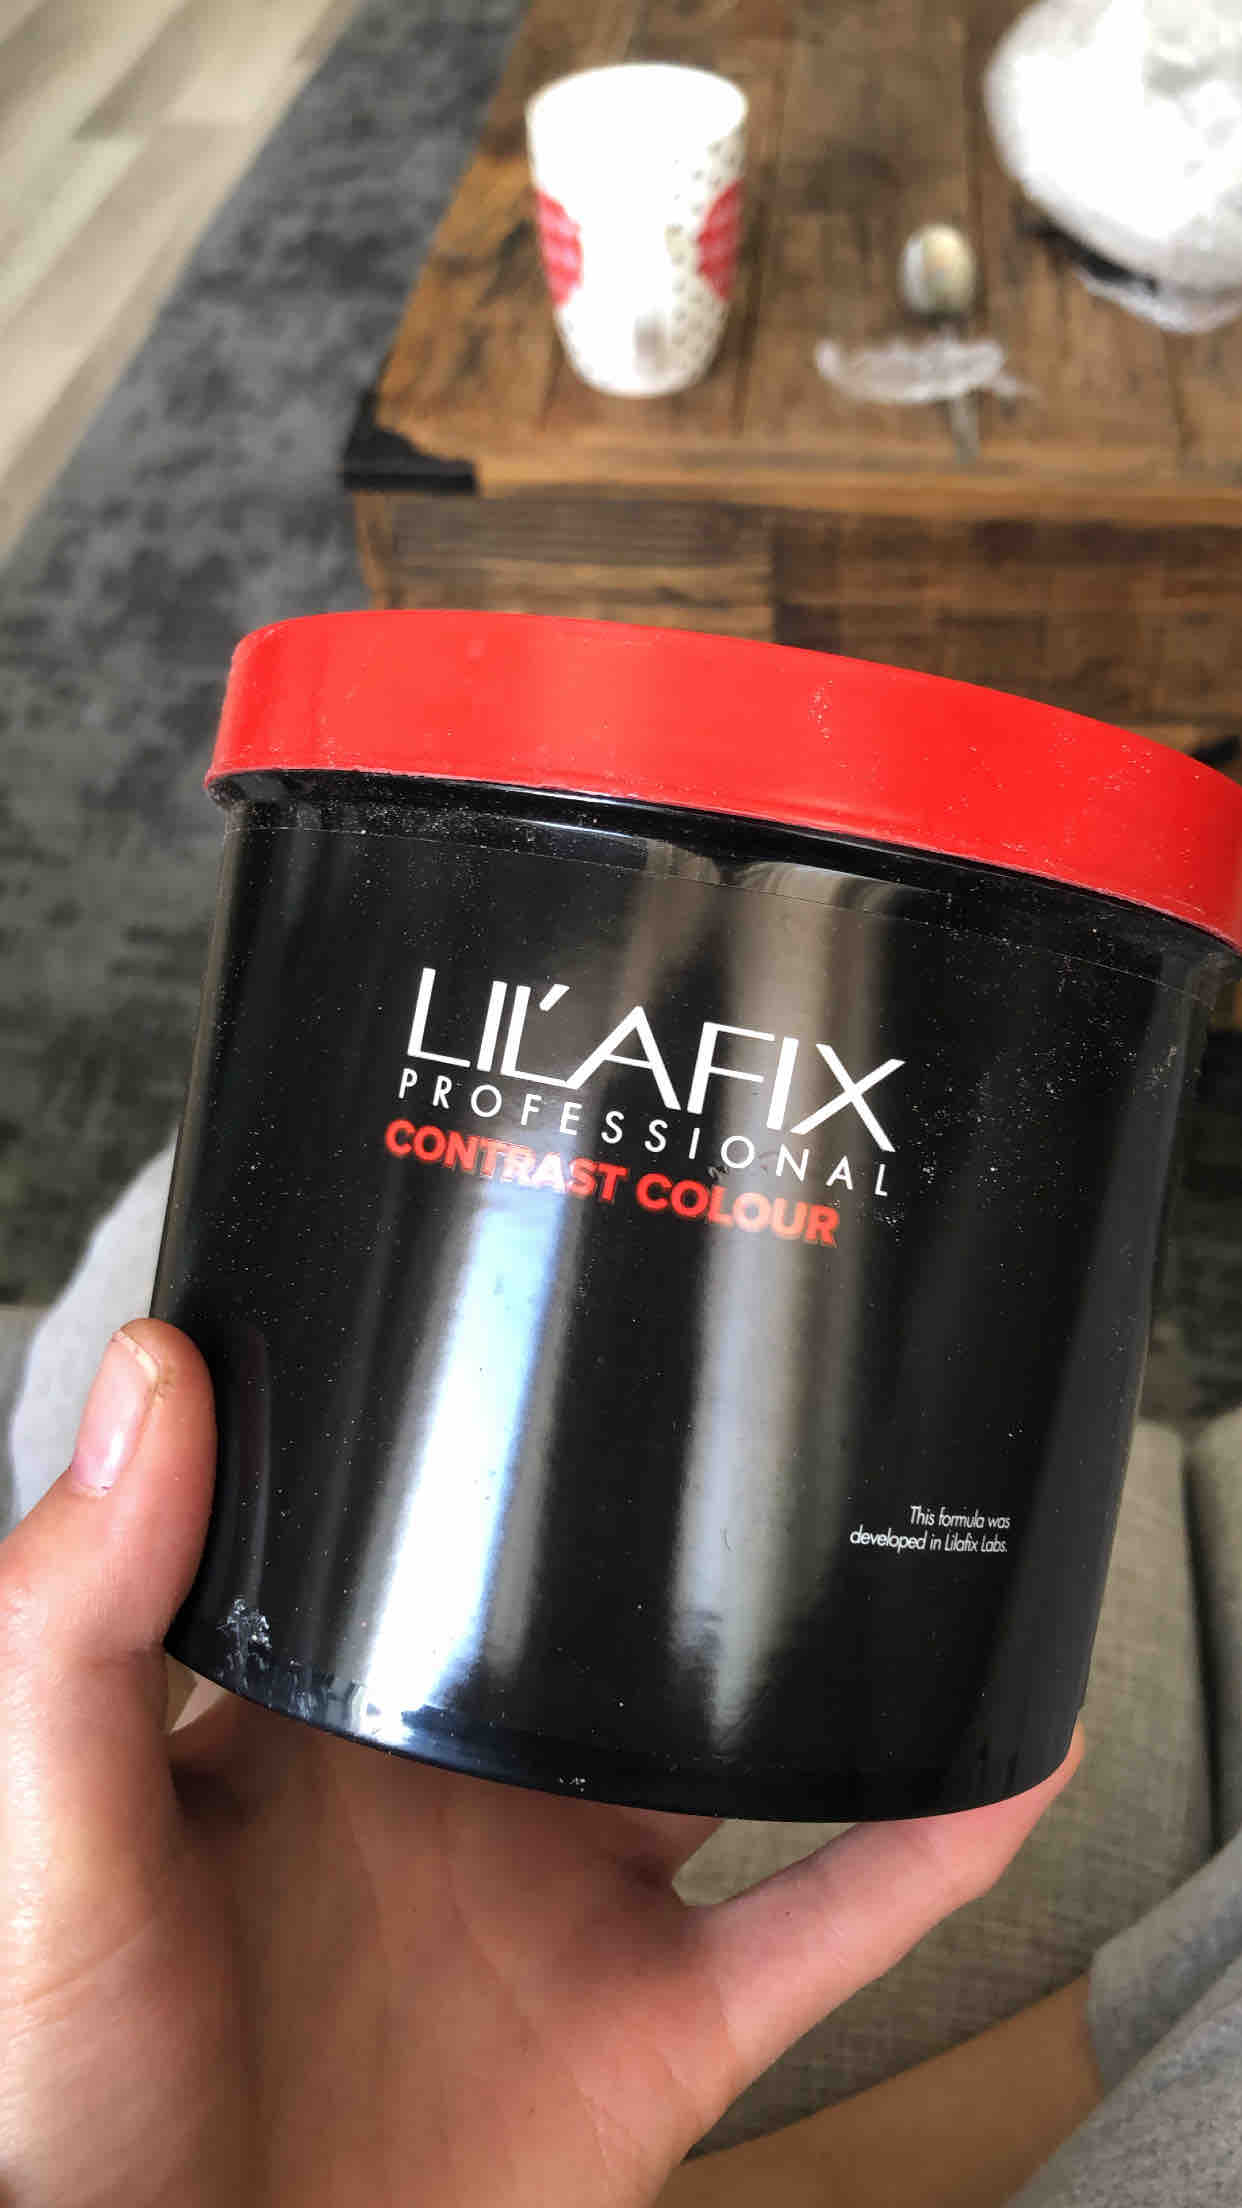 LIL'AFIX
PROFESSIONAL
CONTRAST COLOUR
This formula was
developed in Lilafix Labs.